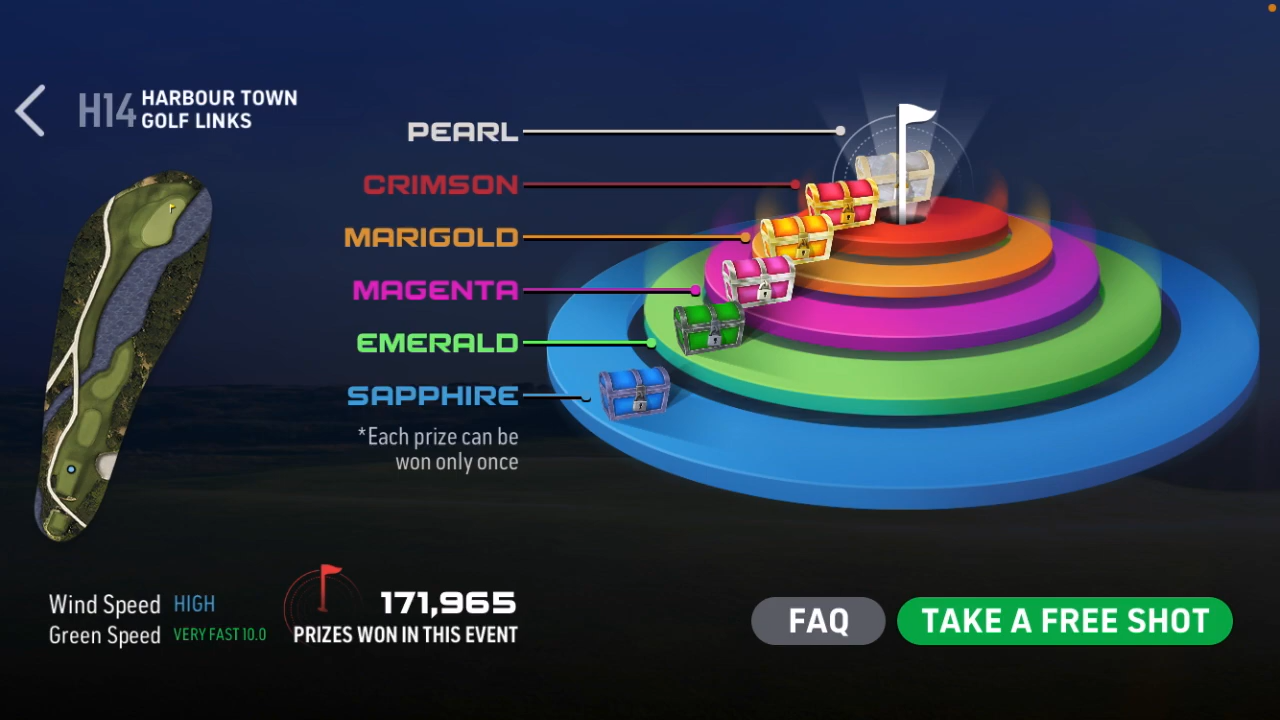 H14
HARBOUR TOWN
GOLF LINKS
PEARL
CRIMSON
MARIGOLD
MAGENTA
EMERALD
SAPPHIRE
*Each prize can be
won only once
Wind Speed HIGH
Green Speed VERY FAST 10.0
171,965
PRIZES WON IN THIS EVENT
FAQ
TAKE A FREE SHOT